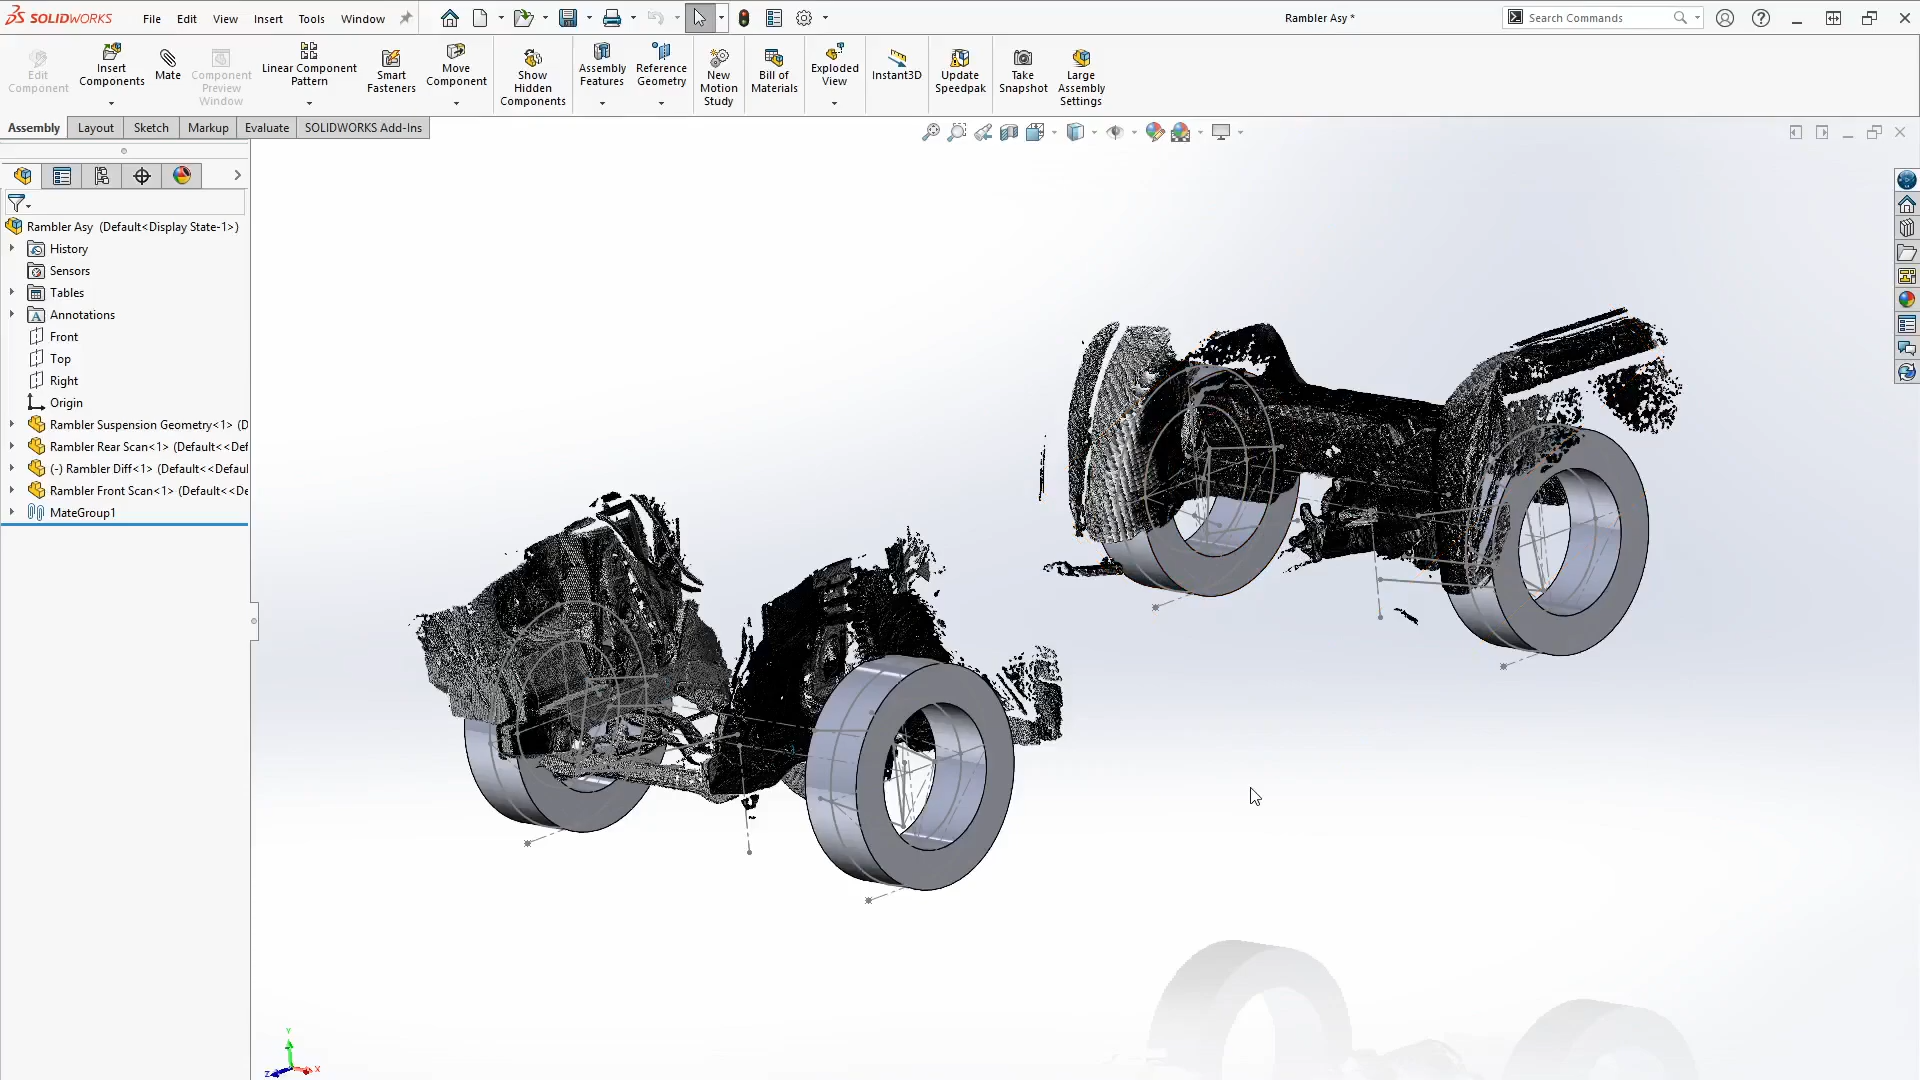 SOLIDWORKS File Edit View Insert Tools Window
Rambler Asy *
Search Commands
Edit Component
Insert Components
Mate
Component Preview Window
Linear Component Pattern
Smart Fasteners
Move Component
Show Hidden Components
Assembly Features
Reference Geometry
New Motion Study
Bill of Materials
Exploded View
Instant3D
Update Speedpak
Take Snapshot
Large Assembly Settings
Assembly Layout Sketch Markup Evaluate SOLIDWORKS Add-Ins
Rambler Asy (Default<Display State-1>)
History
Sensors
Tables
Annotations
Front
Top
Right
Origin
Rambler Suspension Geometry<1> (D
Rambler Rear Scan<1> (Default<<Def
(-) Rambler Diff<1> (Default<<Defaul
Rambler Front Scan<1> (Default<<De
MateGroup1
Y
Z
X